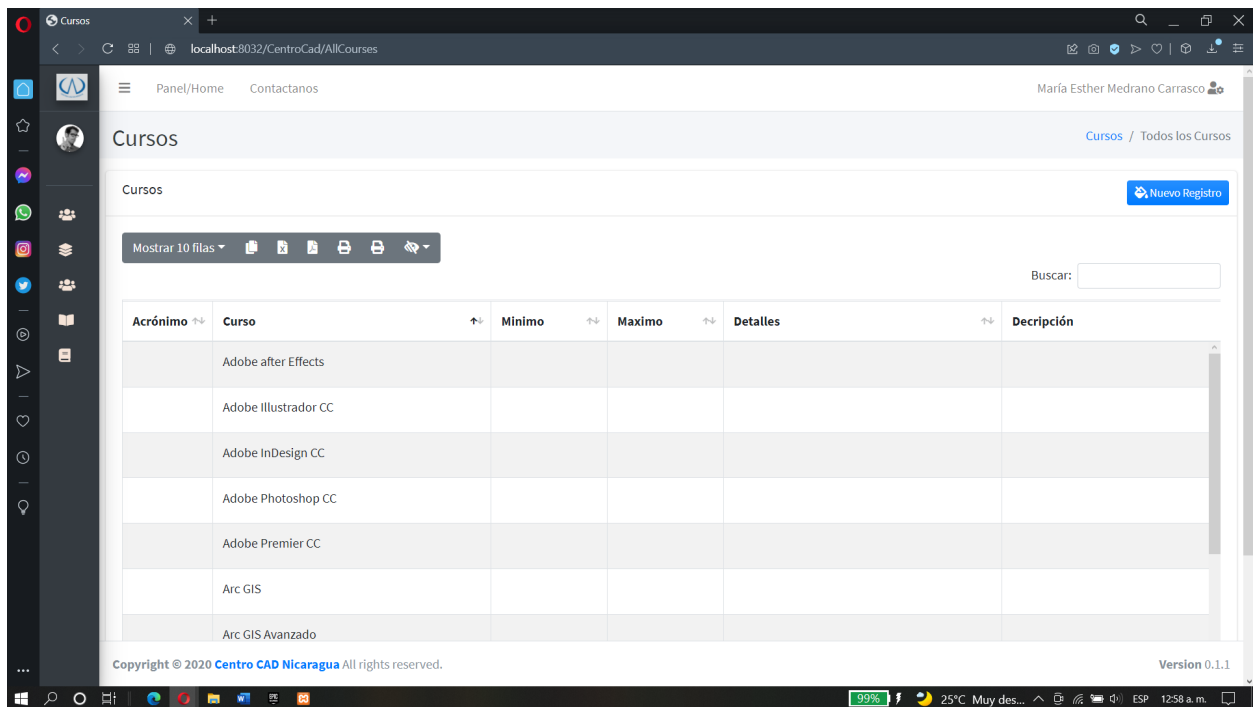 Cursos
localhost:8032/CentroCad/AllCourses
Panel/Home Contactanos María Esther Medrano Carrasco
Cursos Cursos / Todos los Cursos
Cursos Nuevo Registro
Mostrar 10 filas
Buscar:
Acrónimo Curso Minimo Maximo Detalles Decripción
Adobe after Effects
Adobe Illustrador CC
Adobe InDesign CC
Adobe Photoshop CC
Adobe Premier CC
Arc GIS
Arc GIS Avanzado
Copyright © 2020 Centro CAD Nicaragua All rights reserved. Version 0.1.1
99% 25°C Muy des... ESP 12:58 a. m.